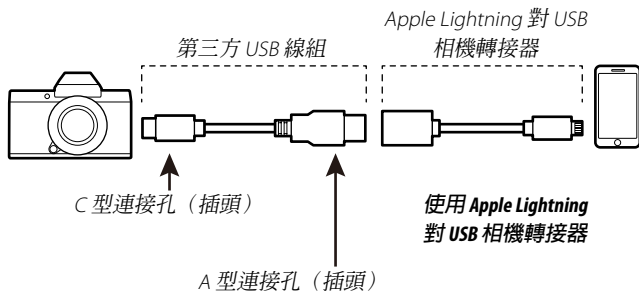 第三方 USB 線組
Apple Lightning 對 USB
相機轉接器
C 型連接孔（插頭）
使用 Apple Lightning
對 USB 相機轉接器
A 型連接孔（插頭）